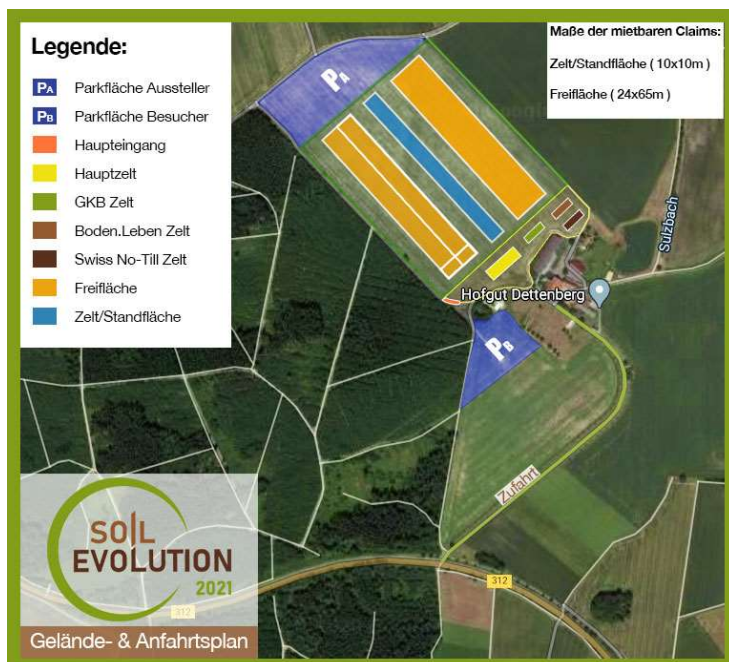 Legende:
PA Parkfläche Aussteller
PB Parkfläche Besucher
Haupteingang
Hauptzelt
GKB Zelt
Boden.Leben Zelt
Swiss No-Till Zelt
Freifläche
Zelt/Standfläche
Maße der mietbaren Claims:
Zelt/Standfläche ( 10x10m )
Freifläche ( 24x65m )
PA
Sulzbach
Hofgut Dettenberg
PB
Zufahrt
312
312
SOIL
EVOLUTION
2021
Gelände- & Anfahrtsplan